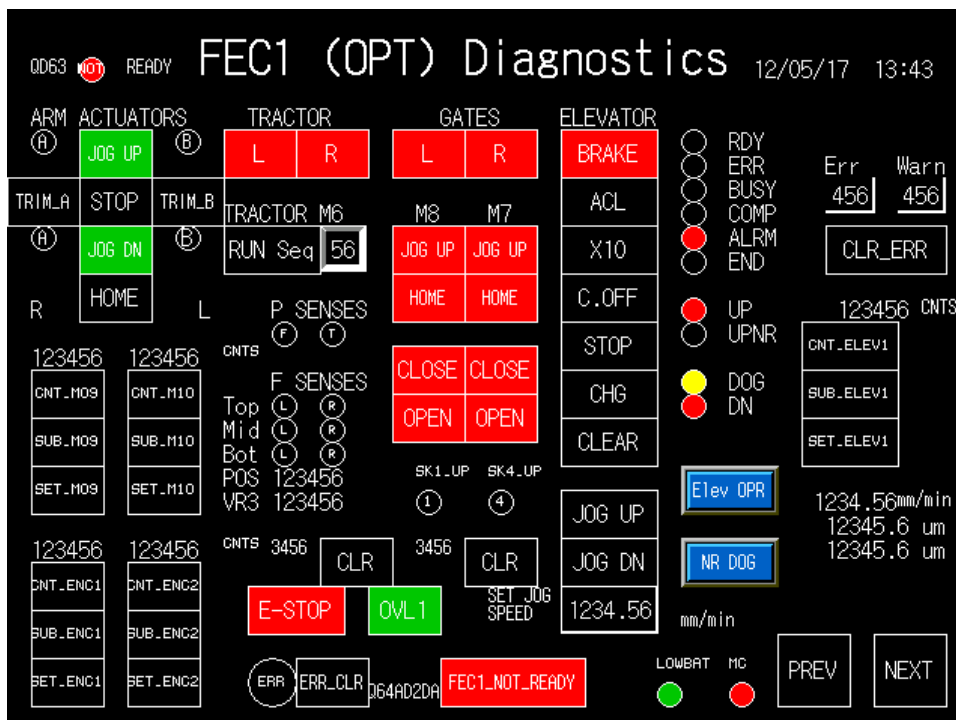 QD63 NOT READY FEC1 (OPT) Diagnostics 12/05/17 13:43
ARM ACTUATORS TRACTOR GATES ELEVATOR
A JOG UP B L R L R BRAKE
RDY
ERR
BUSY
COMP
ALRM
END
Err Warn
456 456
TRIM_A STOP TRIM_B ACL
TRACTOR M6 M8 M7
A JOG DN B RUN Seq 56 JOG UP JOG UP X10 CLR_ERR
R HOME L HOME HOME C.OFF
P SENSES
F T
UP
UPNR
123456 CNTS
123456 123456 CNTS STOP CNT_ELEV1
CNT_M09 CNT_M10 F SENSES CLOSE CLOSE CHG DOG SUB_ELEV1
Top L R OPEN OPEN DN
Mid L R
Bot L R
SUB_M09 SUB_M10 CLEAR SET_ELEV1
POS 123456 SK1_UP SK4_UP
SET_M09 SET_M10 VR3 123456 1 4 Elev OPR
1234.56mm/min
12345.6 um
12345.6 um
JOG UP
123456 123456 CNTS 3456 CLR 3456 CLR JOG DN NR DOG
CNT_ENC1 CNT_ENC2
E-STOP OVL1 SET JOG
SPEED 1234.56 mm/min
SUB_ENC1 SUB_ENC2
SET_ENC1 SET_ENC2 ERR ERR_CLR Q64AD2DA FEC1_NOT_READY LOWBAT MC PREV NEXT